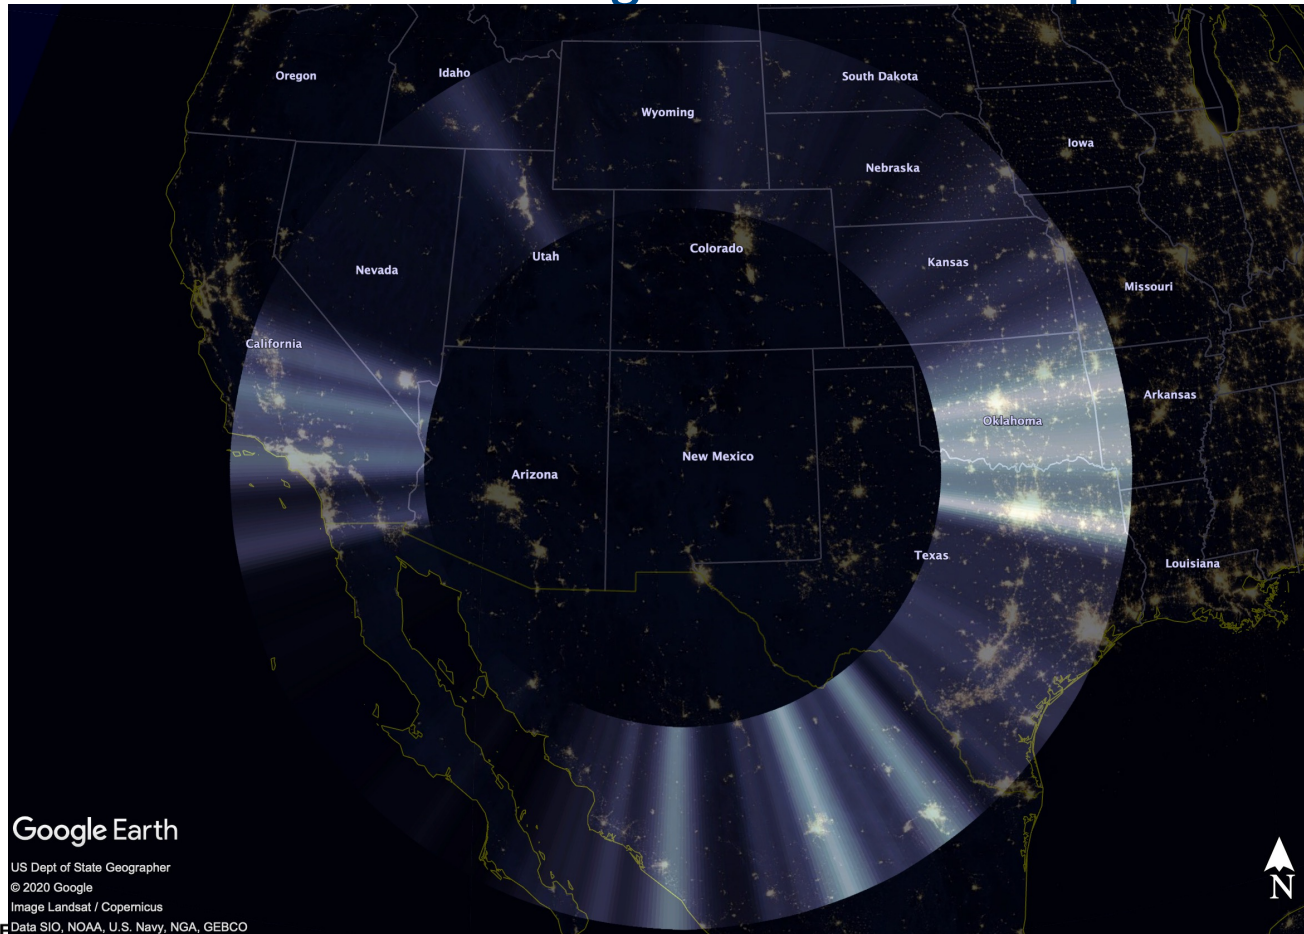 Oregon
Idaho
Wyoming
South Dakota
Iowa
Nebraska
Nevada
Utah
Colorado
Kansas
Missouri
California
Arkansas
Oklahoma
Arizona
New Mexico
Texas
Louisiana
Google Earth
US Dept of State Geographer
© 2020 Google
Image Landsat / Copernicus
Data SIO, NOAA, U.S. Navy, NGA, GEBCO
N